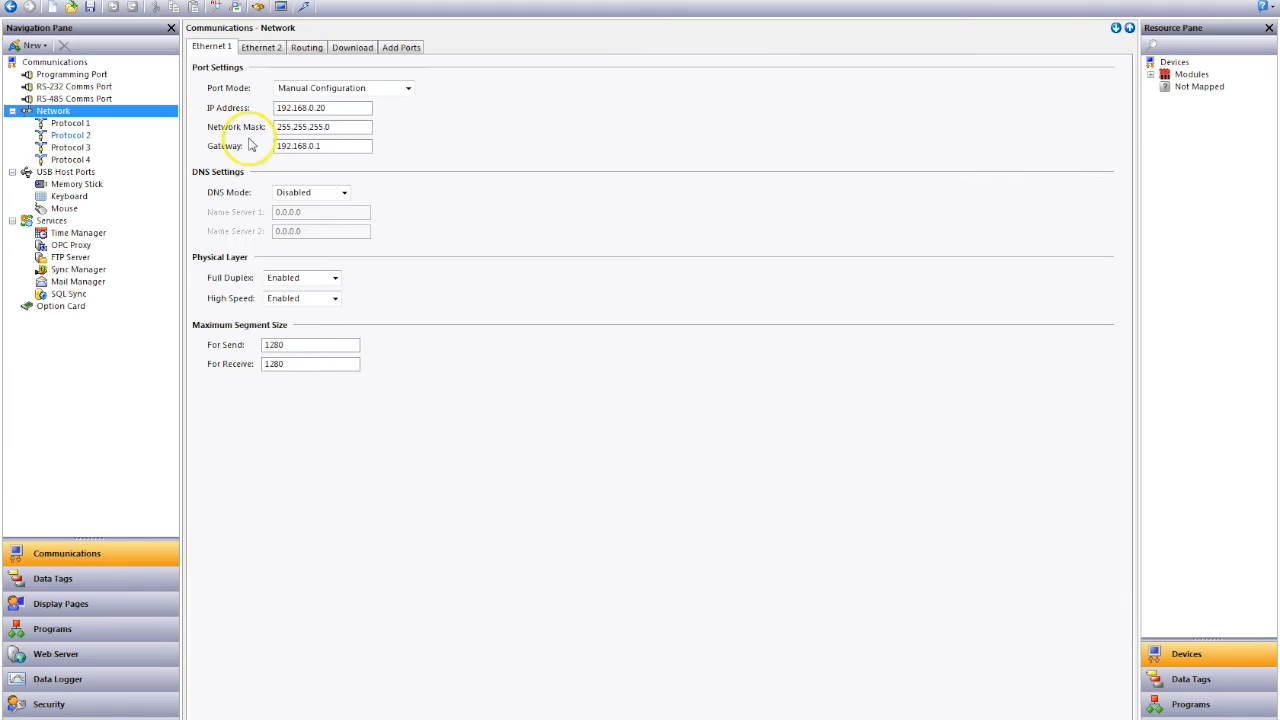 Navigation Pane
New
Communications
Programming Port
RS-232 Comms Port
RS-485 Comms Port
Network
Protocol 1
Protocol 2
Protocol 3
Protocol 4
USB Host Ports
Memory Stick
Keyboard
Mouse
Services
Time Manager
OPC Proxy
FTP Server
Sync Manager
Mail Manager
SQL Sync
Option Card
Communications
Data Tags
Display Pages
Programs
Web Server
Data Logger
Security
Communications - Network
Ethernet 1 Ethernet 2 Routing Download Add Ports
Port Settings
Port Mode: Manual Configuration
IP Address: 192.168.0.20
Network Mask: 255.255.255.0
Gateway: 192.168.0.1
DNS Settings
DNS Mode: Disabled
Name Server 1: 0.0.0.0
Name Server 2: 0.0.0.0
Physical Layer
Full Duplex: Enabled
High Speed: Enabled
Maximum Segment Size
For Send: 1280
For Receive: 1280
Resource Pane
Devices
Modules
Not Mapped
Devices
Data Tags
Programs